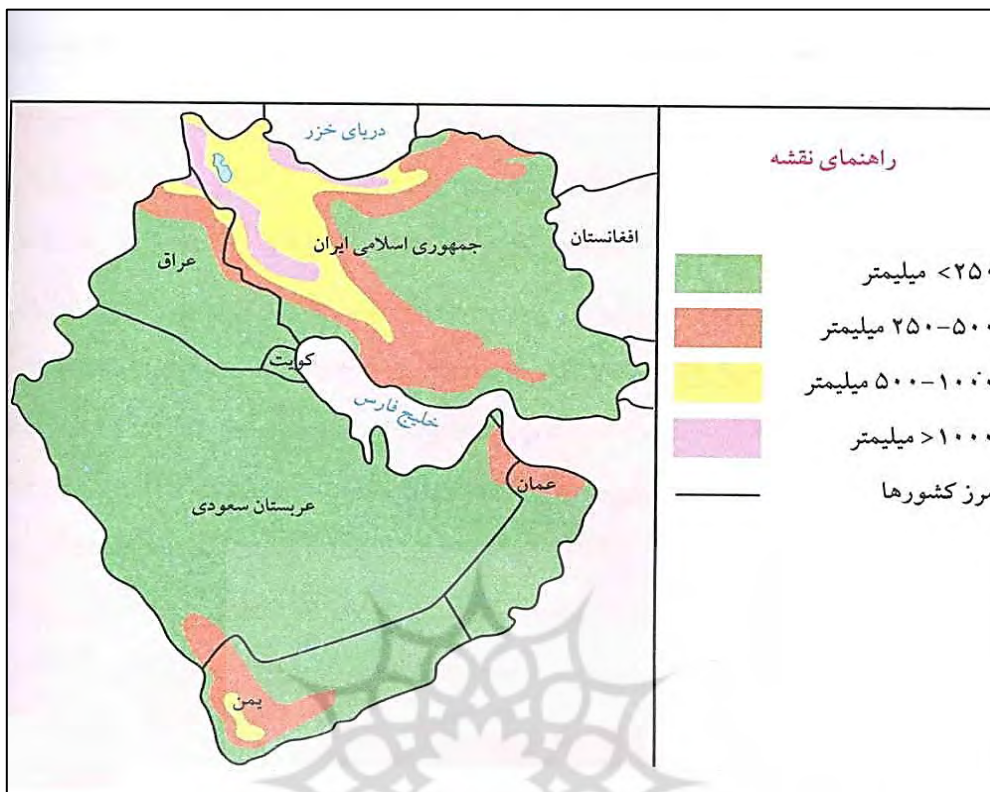 دریای خزر
جمهوری اسلامی ایران
افغانستان
عراق
کویت
خلیج فارس
عمان
عربستان سعودی
یمن
راهنمای نقشه
<۲۵۰ میلیمتر
۲۵۰-۵۰۰ میلیمتر
۵۰۰-۱۰۰۰ میلیمتر
>۱۰۰۰ میلیمتر
مرز کشورها